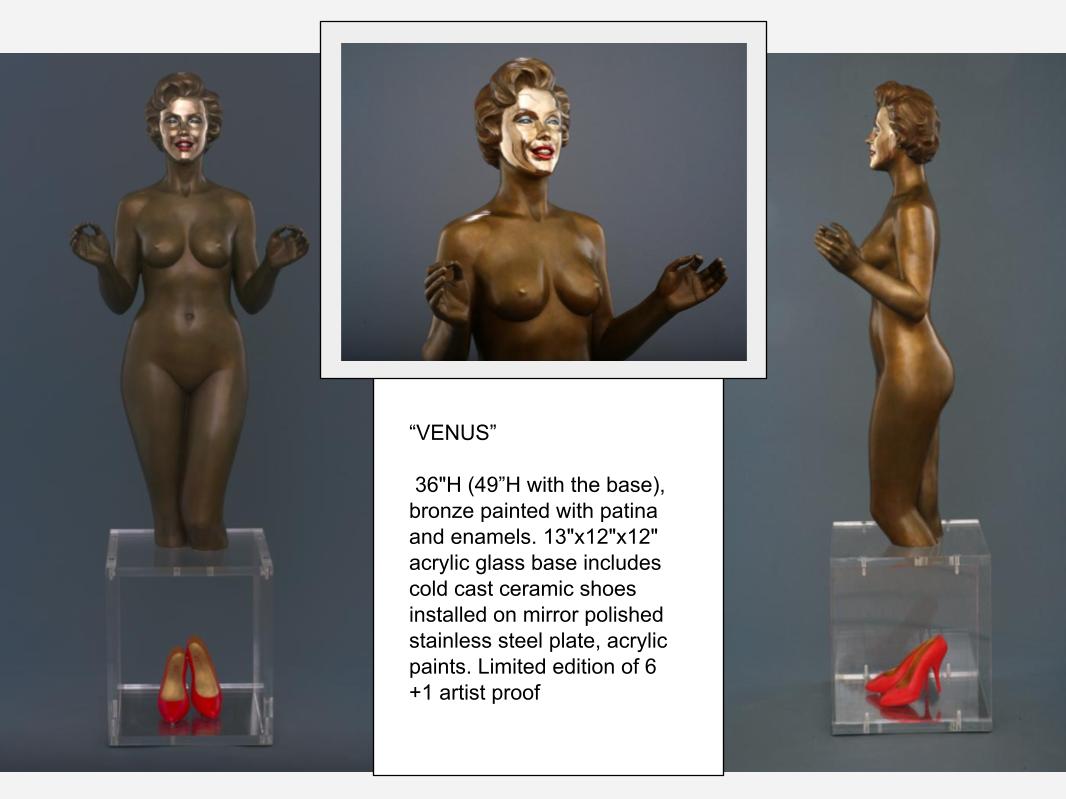 “VENUS”
36"H (49”H with the base),
bronze painted with patina
and enamels. 13"x12"x12"
acrylic glass base includes
cold cast ceramic shoes
installed on mirror polished
stainless steel plate, acrylic
paints. Limited edition of 6
+1 artist proof